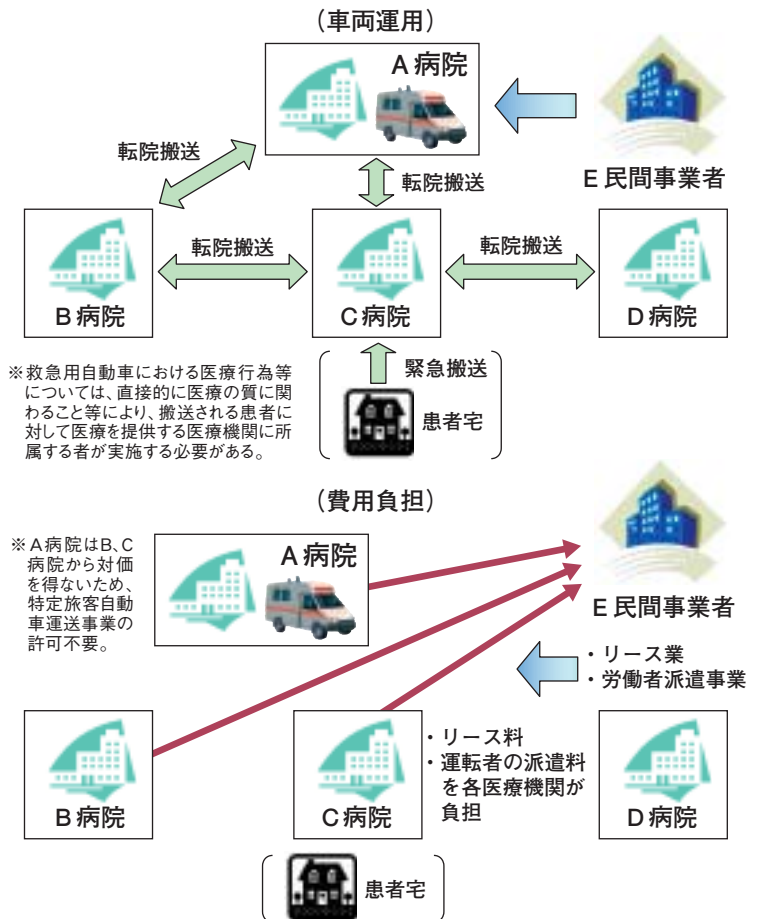 （車両運用）
A病院
転院搬送
転院搬送
E民間事業者
転院搬送
転院搬送
B病院
C病院
D病院
※救急用自動車における医療行為等
については、直接的に医療の質に関
わること等により、搬送される患者に
対して医療を提供する医療機関に所
属する者が実施する必要がある。
緊急搬送
患者宅
（費用負担）
※A病院はB、C
病院から対価
を得ないため、
特定旅客自動
車運送事業の
許可不要。
A病院
E民間事業者
・リース業
・労働者派遣事業
B病院
C病院
・リース料
・運転者の派遣料
を各医療機関が
負担
D病院
患者宅